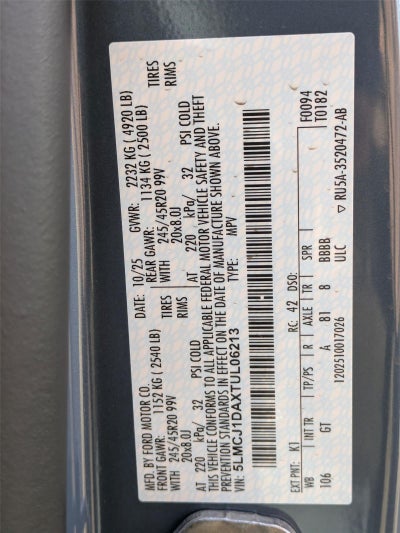 MFD. BY FORD MOTOR CO. DATE: 10/25 GVWR: 2232 KG ( 4920 LB)
FRONT GAWR: 1152 KG ( 2540 LB) REAR GAWR: 1134 KG ( 2500 LB)
WITH 245/45R20 99V TIRES WITH 245/45R20 99V TIRES
20x8.0J RIMS 20x8.0J RIMS
AT 220 kPa/ 32 PSI COLD AT 220 kPa/ 32 PSI COLD
THIS VEHICLE CONFORMS TO ALL APPLICABLE FEDERAL MOTOR VEHICLE SAFETY AND THEFT
PREVENTION STANDARDS IN EFFECT ON THE DATE OF MANUFACTURE SHOWN ABOVE.
VIN: 5LMCJ1DAXTUL06213 TYPE: MPV
F0094
T0182
EXT PNT: K1 RC: 42 DSO:
WB INT TR TP/PS R AXLE TR SPR
106 GT A 81 8 BBBB
ULC
1202510017026 ▽ RU5A-3520472-AB